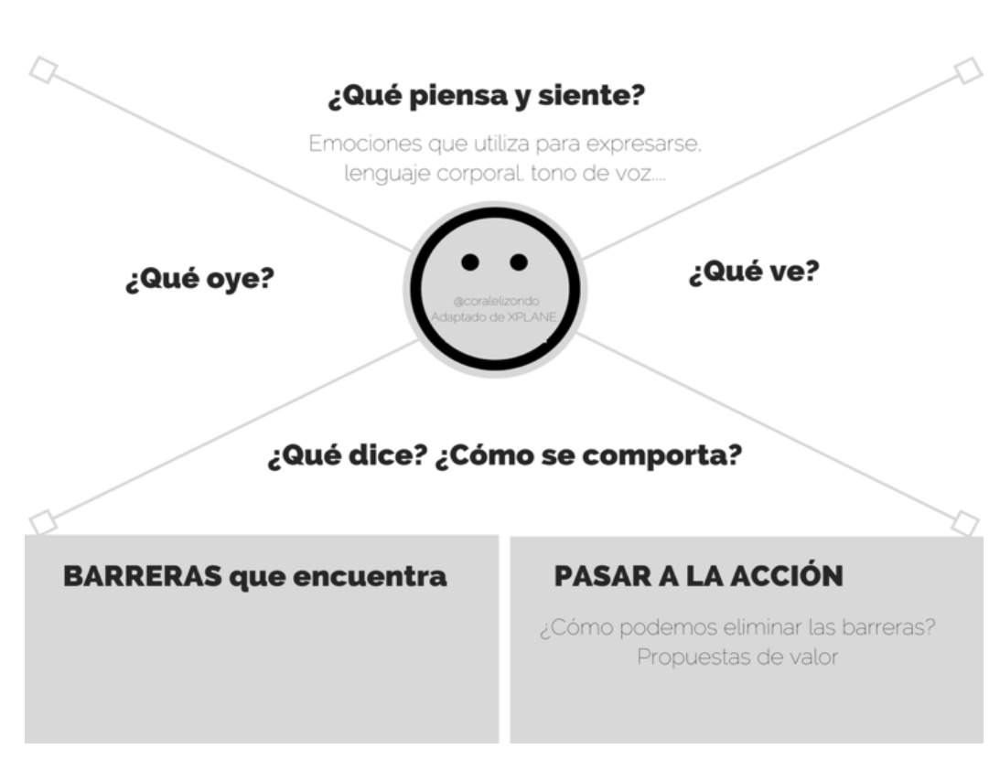 ¿Qué piensa y siente?
Emociones que utiliza para expresarse,
lenguaje corporal, tono de voz....
¿Qué oye?
¿Qué ve?
@coralelizondo
Adaptado de XPLANE
¿Qué dice? ¿Cómo se comporta?
BARRERAS que encuentra
PASAR A LA ACCIÓN
¿Cómo podemos eliminar las barreras?
Propuestas de valor